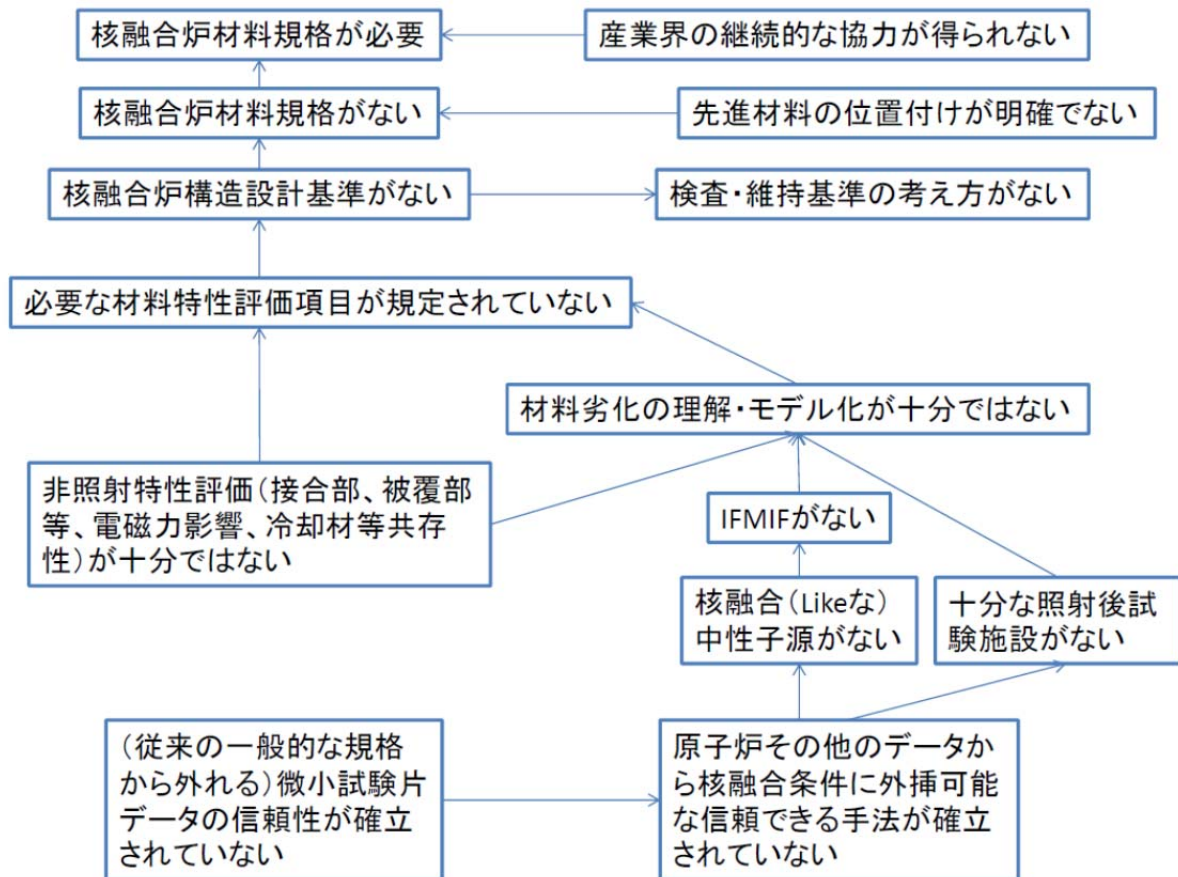 核融合炉材料規格が必要
産業界の継続的な協力が得られない
核融合炉材料規格がない
先進材料の位置付けが明確でない
核融合炉構造設計基準がない
検査・維持基準の考え方がない
必要な材料特性評価項目が規定されていない
材料劣化の理解・モデル化が十分ではない
非照射特性評価(接合部、被覆部
等、電磁力影響、冷却材等共存
性)が十分ではない
IFMIFがない
核融合(Likeな)
中性子源がない
十分な照射後試
験施設がない
(従来の一般的な規格
から外れる)微小試験片
データの信頼性が確立
されていない
原子炉その他のデータか
ら核融合条件に外挿可能
な信頼できる手法が確立
されていない